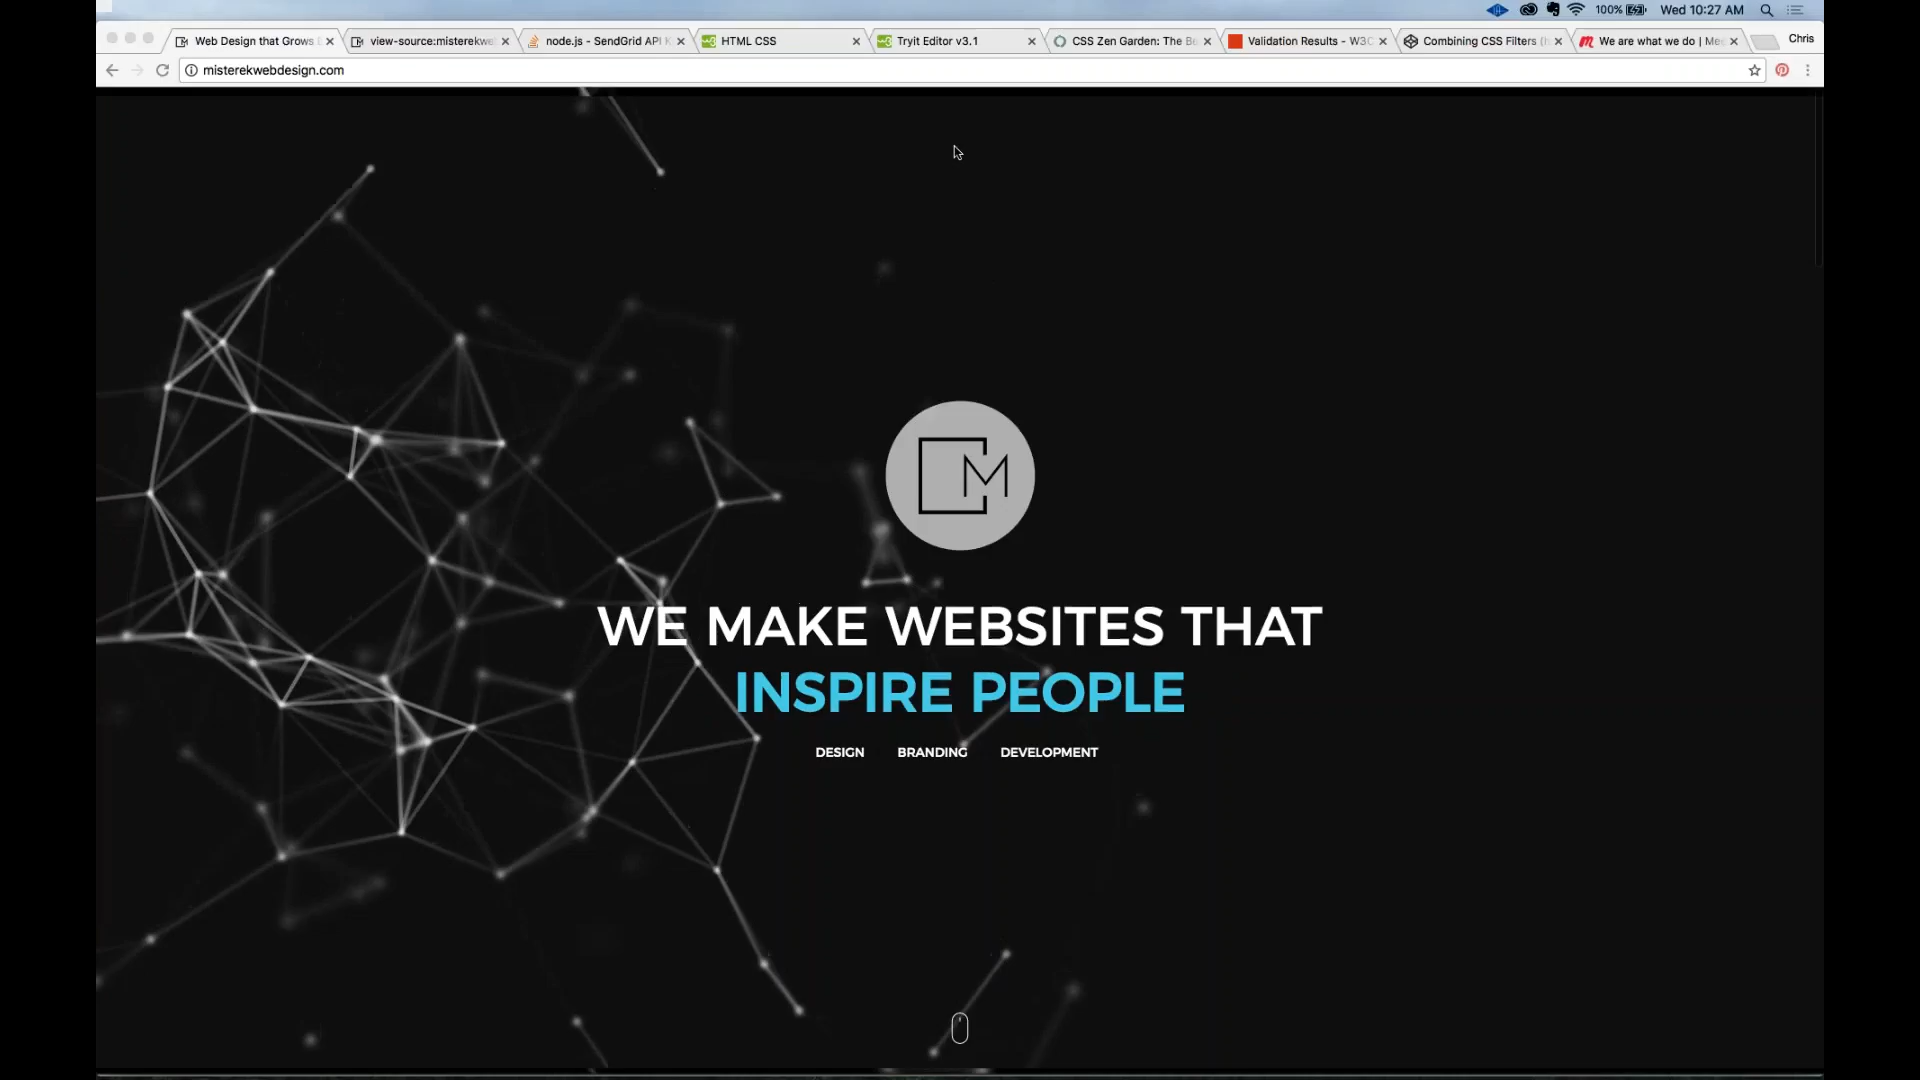 100% Wed 10:27 AM
Web Design that Grows
view-source:misterekwe
node.js - SendGrid API K
HTML CSS
Tryit Editor v3.1
CSS Zen Garden: The Be
Validation Results - W3C
Combining CSS Filters (h
We are what we do | Me
Chris
misterekwebdesign.com
M
WE MAKE WEBSITES THAT
INSPIRE PEOPLE
DESIGN BRANDING DEVELOPMENT